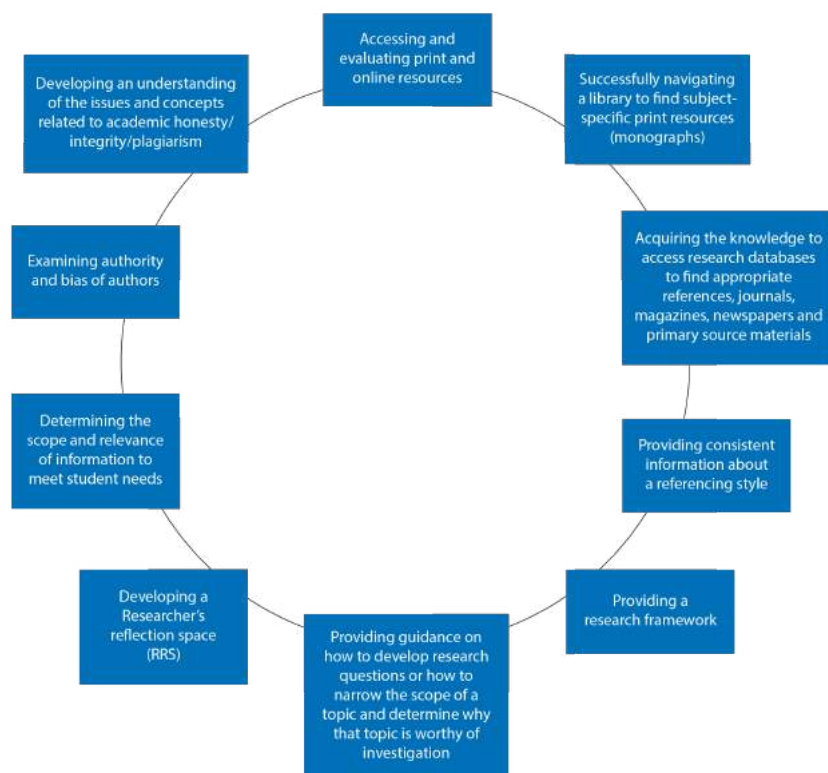 Accessing and
evaluating print and
online resources
Successfully navigating
a library to find subject-
specific print resources
(monographs)
Acquiring the knowledge to
access research databases
to find appropriate
references, journals,
magazines, newspapers and
primary source materials
Providing consistent
information about
a referencing style
Providing a
research framework
Providing guidance on
how to develop research
questions or how to
narrow the scope of a
topic and determine why
that topic is worthy of
investigation
Developing a
Researcher's
reflection space
(RRS)
Determining the
scope and relevance
of information to
meet student needs
Examining authority
and bias of authors
Developing an understanding
of the issues and concepts
related to academic honesty/
integrity/plagiarism